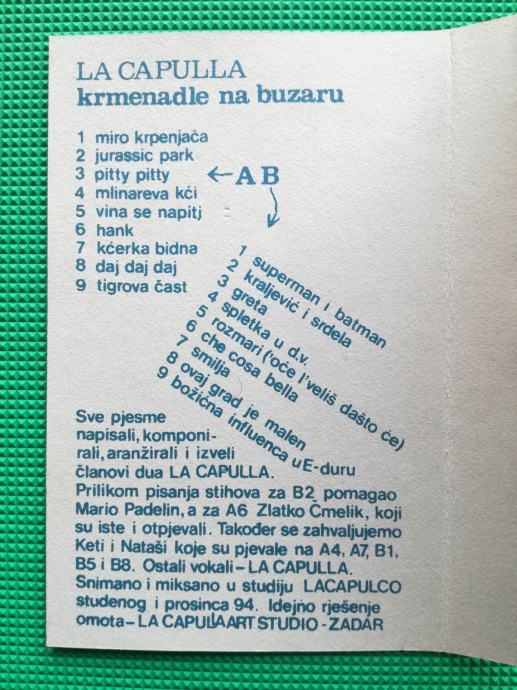 LA CAPULLA
krmenadle na buzaru
1 miro krpenjača
2 jurassic park
3 pitty pitty
4 mlinareva kći
5 vina se napitj
6 hank
7 kćerka bidna
8 daj daj daj
9 tigrova čast
←A B
1 superman i batman
2 kraljević i srdela
3 greta
4 spletka u d.v.
5 rozmari ('oće l'veliš dašto će)
6 che cosa bella
7 smilja
8 ovaj grad je malen
9 božićna influenca u E-duru
Sve pjesme
napisali, komponi-
rali, aranžirali i izveli
članovi dua LA CAPULLA.
Prilikom pisanja stihova za B2 pomagao
Mario Padelin, a za A6 Zlatko Čmelik, koji
su iste i otpjevali. Također se zahvaljujemo
Keti i Nataši koje su pjevale na A4, A7, B1,
B5 i B8. Ostali vokali – LA CAPULLA.
Snimano i miksano u studiju LACAPULCO
studenog i prosinca 94. Idejno rješenje
omota – LA CAPULLA ART STUDIO - ZADAR